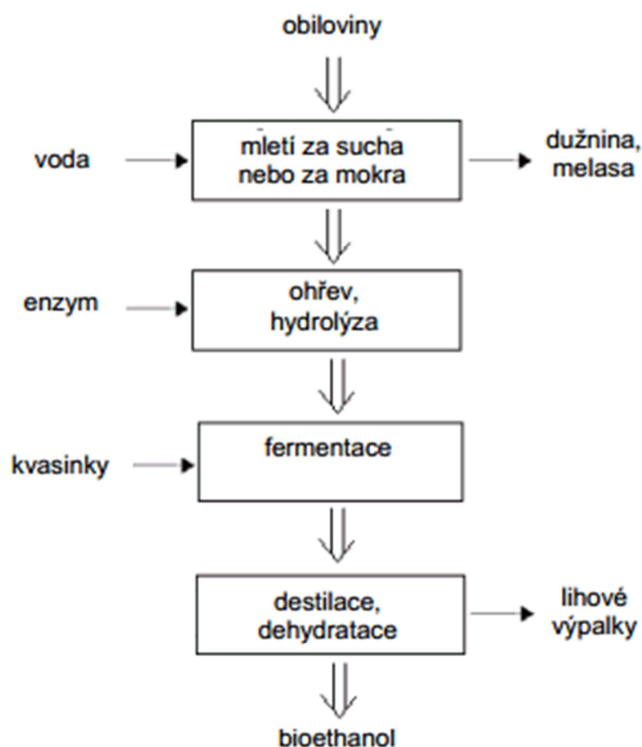 obiloviny
voda
mletí za sucha
nebo za mokra
dužnina,
melasa
enzym
ohřev,
hydrolýza
kvasinky
fermentace
destilace,
dehydratace
lihové
výpalky
bioethanol